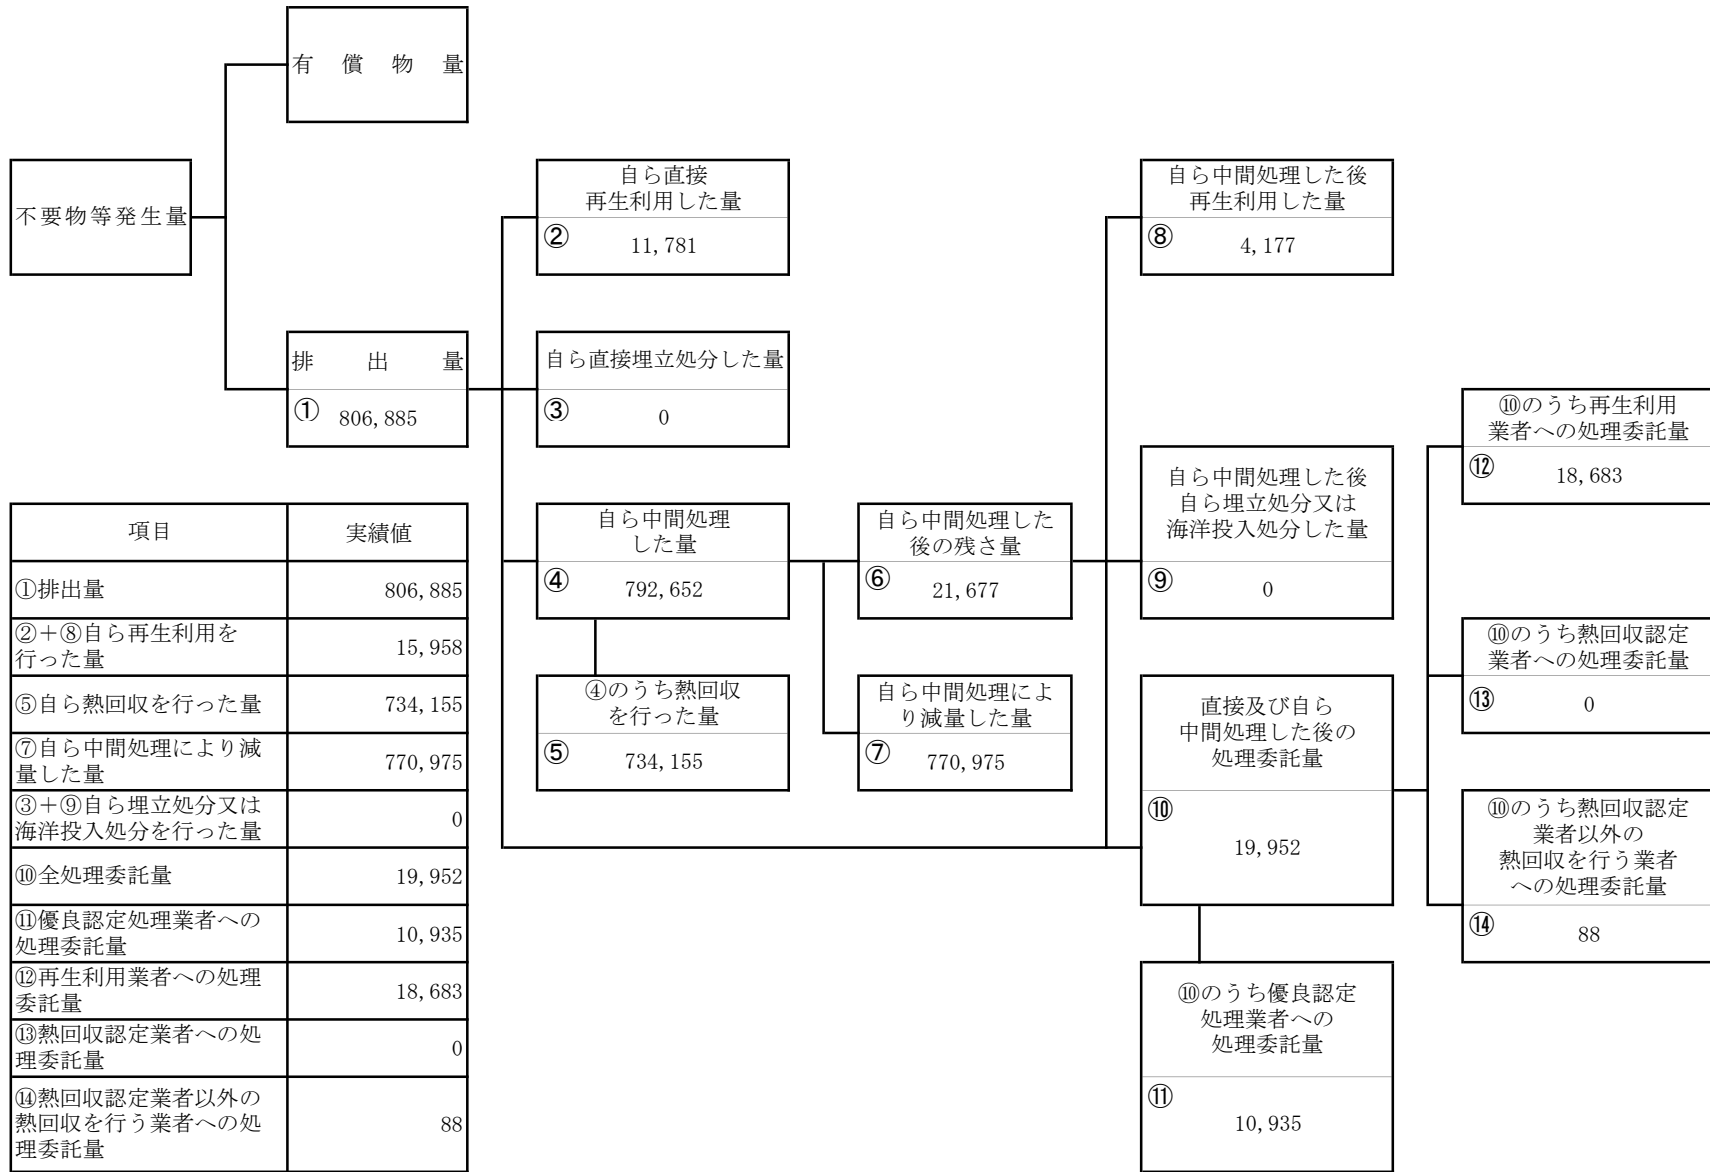 有償物量
不要物等発生量
排出量
① 806,885
自ら直接
再生利用した量
② 11,781
自ら直接埋立処分した量
③ 0
自ら中間処理
した量
④ 792,652
④のうち熱回収
を行った量
⑤ 734,155
自ら中間処理した
後の残さ量
⑥ 21,677
自ら中間処理によ
り減量した量
⑦ 770,975
自ら中間処理した後
再生利用した量
⑧ 4,177
自ら中間処理した後
自ら埋立処分又は
海洋投入処分した量
⑨ 0
直接及び自ら
中間処理した後の
処理委託量
⑩
19,952
⑩のうち優良認定
処理業者への
処理委託量
⑪
10,935
⑩のうち再生利用
業者への処理委託量
⑫ 18,683
⑩のうち熱回収認定
業者への処理委託量
⑬ 0
⑩のうち熱回収認定
業者以外の
熱回収を行う業者
への処理委託量
⑭ 88
項目 実績値
①排出量 806,885
②＋⑧自ら再生利用を
行った量 15,958
⑤自ら熱回収を行った量 734,155
⑦自ら中間処理により減
量した量 770,975
③＋⑨自ら埋立処分又は
海洋投入処分を行った量 0
⑩全処理委託量 19,952
⑪優良認定処理業者への
処理委託量 10,935
⑫再生利用業者への処理
委託量 18,683
⑬熱回収認定業者への処
理委託量 0
⑭熱回収認定業者以外の
熱回収を行う業者への処
理委託量 88